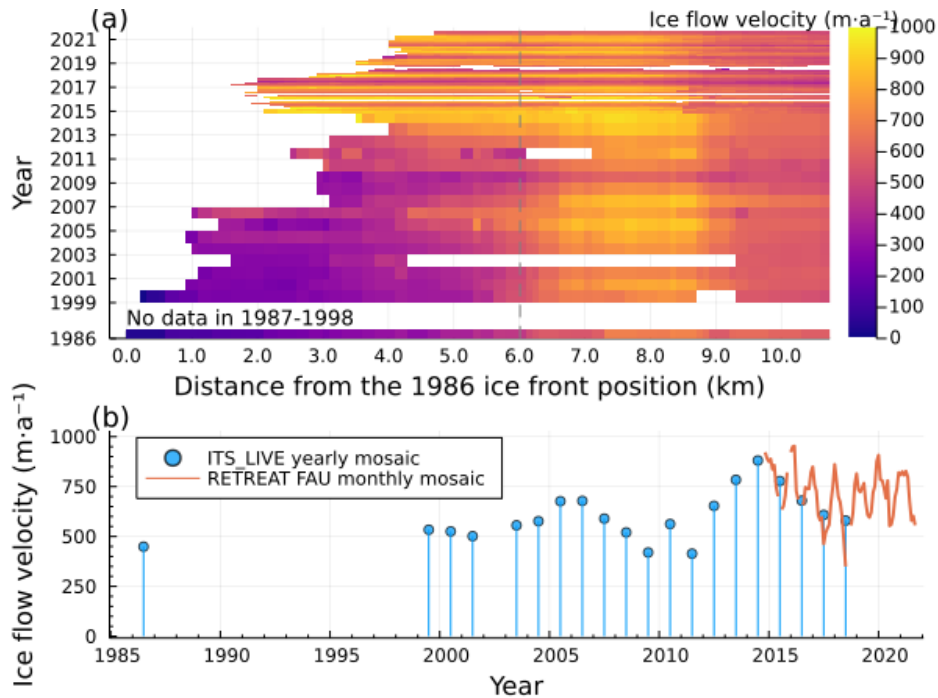 (a)
Ice flow velocity (m·a⁻¹)
2021
2019
2017
2015
2013
2011
2009
2007
2005
2003
2001
1999
1986
Year
No data in 1987-1998
0.0 1.0 2.0 3.0 4.0 5.0 6.0 7.0 8.0 9.0 10.0
Distance from the 1986 ice front position (km)
1000
900
800
700
600
500
400
300
200
100
0
(b)
Ice flow velocity (m·a⁻¹)
1000
750
500
250
0
ITS_LIVE yearly mosaic
RETREAT FAU monthly mosaic
1985 1990 1995 2000 2005 2010 2015 2020
Year